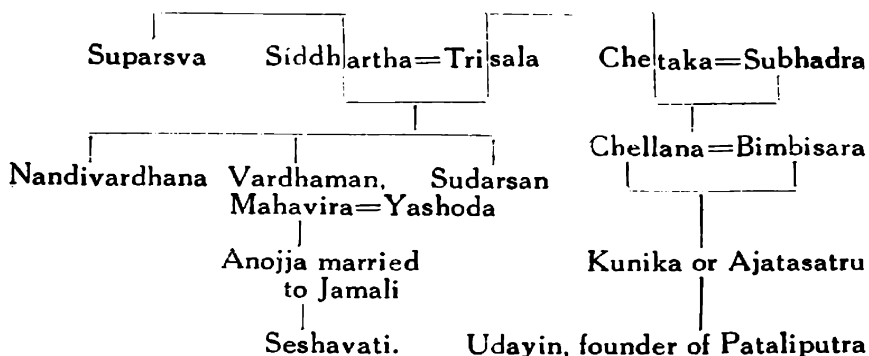 Suparsva Siddhartha=Trisala Chetaka=Subhadra
Chellana=Bimbisara
Nandivardhana Vardhaman, Sudarsan
Mahavira=Yashoda
Anojja married Kunika or Ajatasatru
to Jamali
Seshavati. Udayin, founder of Pataliputra